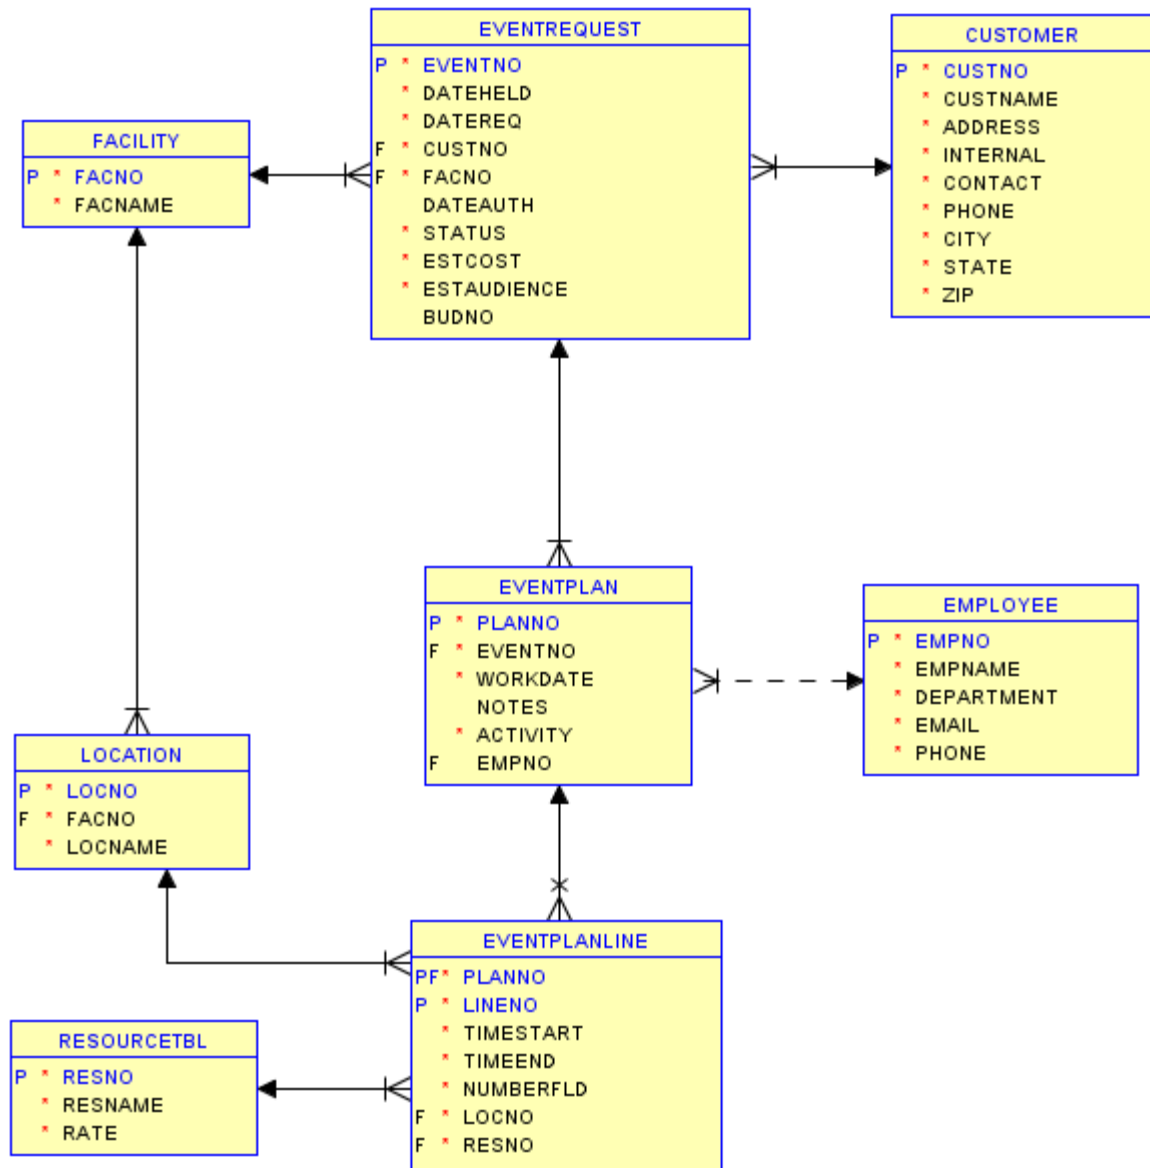 EVENTREQUEST
P * EVENTNO
* DATEHELD
* DATEREQ
F * CUSTNO
F * FACNO
DATEAUTH
* STATUS
* ESTCOST
* ESTAUDIENCE
BUDNO
CUSTOMER
P * CUSTNO
* CUSTNAME
* ADDRESS
* INTERNAL
* CONTACT
* PHONE
* CITY
* STATE
* ZIP
FACILITY
P * FACNO
* FACNAME
EVENTPLAN
P * PLANNO
F * EVENTNO
* WORKDATE
NOTES
* ACTIVITY
F EMPNO
EMPLOYEE
P * EMPNO
* EMPNAME
* DEPARTMENT
* EMAIL
* PHONE
LOCATION
P * LOCNO
F * FACNO
* LOCNAME
EVENTPLANLINE
PF* PLANNO
P * LINENO
* TIMESTART
* TIMEEND
* NUMBERFLD
F * LOCNO
F * RESNO
RESOURCETBL
P * RESNO
* RESNAME
* RATE